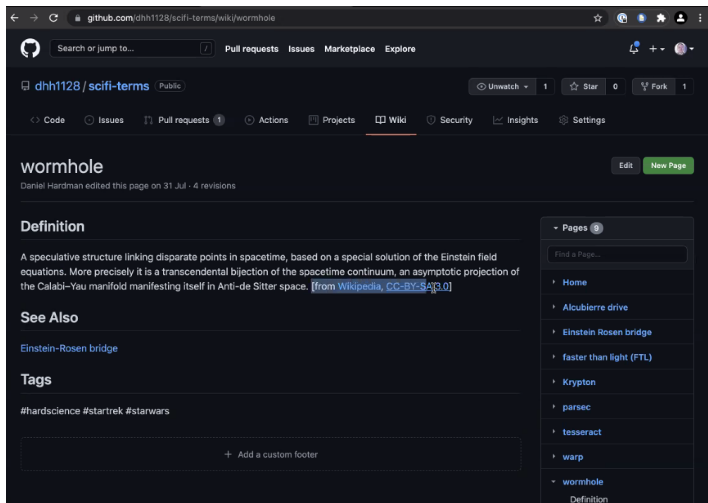 github.com/dhh1128/scifi-terms/wiki/wormhole
Search or jump to... / Pull requests Issues Marketplace Explore
dhh1128 / scifi-terms Public Unwatch 1 Star 0 Fork 1
Code Issues Pull requests 1 Actions Projects Wiki Security Insights Settings
wormhole Edit New Page
Daniel Hardman edited this page on 31 Jul · 4 revisions
Definition
A speculative structure linking disparate points in spacetime, based on a special solution of the Einstein field
equations. More precisely it is a transcendental bijection of the spacetime continuum, an asymptotic projection of
the Calabi–Yau manifold manifesting itself in Anti-de Sitter space. [from Wikipedia, CC-BY-SA 3.0]
See Also
Einstein-Rosen bridge
Tags
#hardscience #startrek #starwars
+ Add a custom footer
Pages 9
Find a Page...
Home
Alcubierre drive
Einstein Rosen bridge
faster than light (FTL)
Krypton
parsec
tesseract
warp
wormhole
Definition